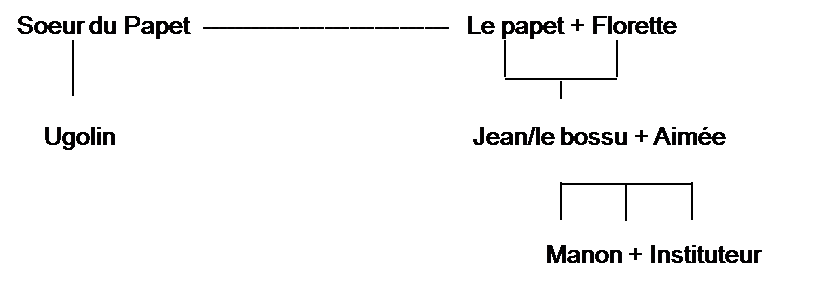 Soeur du Papet Le papet + Florette
Ugolin Jean/le bossu + Aimée
Manon + Instituteur